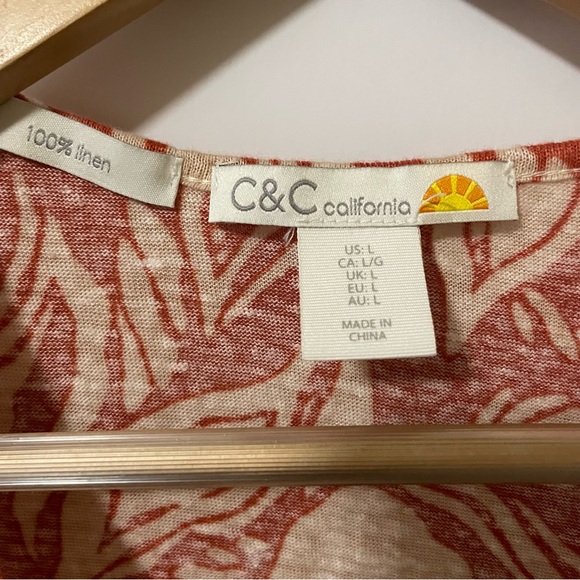 100% linen
C&C california
US: L
CA: L/G
UK: L
EU: L
AU: L
MADE IN
CHINA